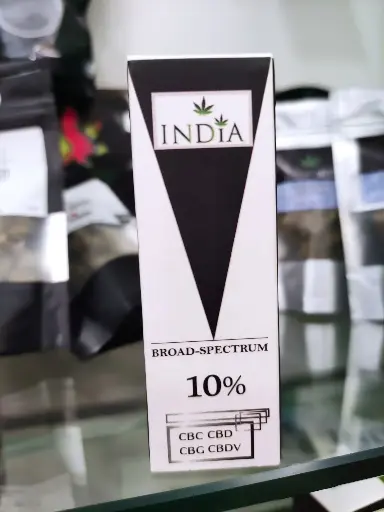 INDiA
BROAD-SPECTRUM
10%
CBC CBD
CBG CBDV